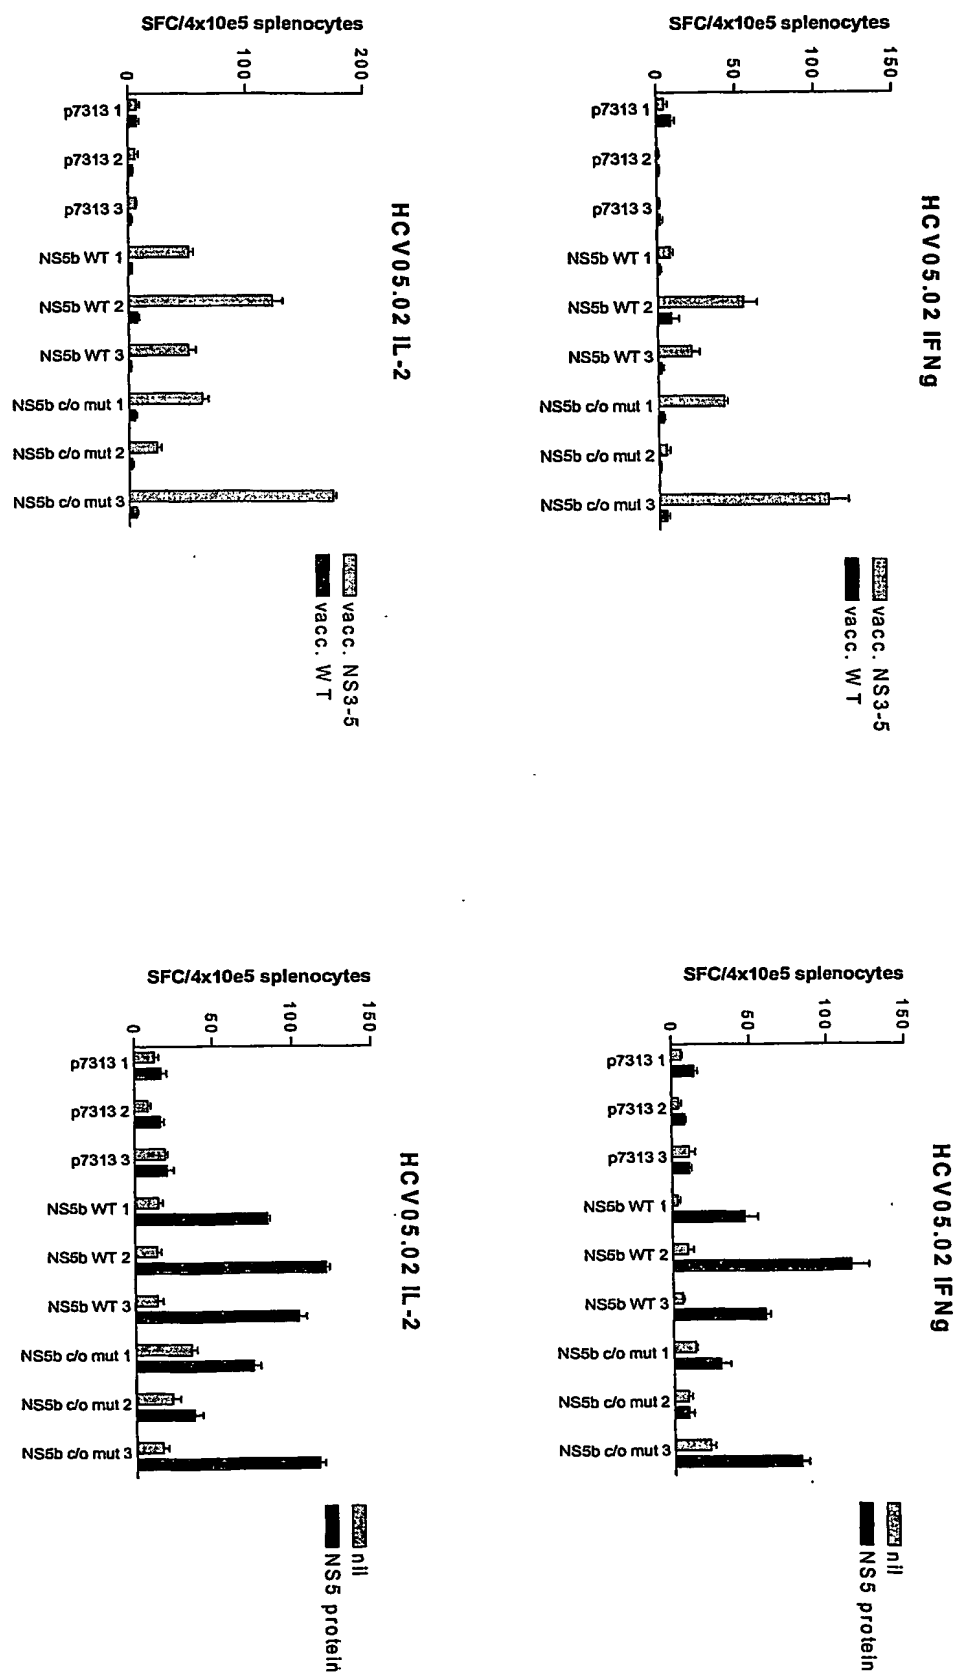 HCV05.02 IFNg
SFC/4x10e5 splenocytes
150
100
50
0
p7313 1
p7313 2
p7313 3
NS5b WT 1
NS5b WT 2
NS5b WT 3
NS5b c/o mut 1
NS5b c/o mut 2
NS5b c/o mut 3
vacc. NS3-5
vacc. WT
HCV05.02 IFNg
SFC/4x10e5 splenocytes
150
100
50
0
p7313 1
p7313 2
p7313 3
NS5b WT 1
NS5b WT 2
NS5b WT 3
NS5b c/o mut 1
NS5b c/o mut 2
NS5b c/o mut 3
nil
NS5 protein
HCV05.02 IL-2
SFC/4x10e5 splenocytes
200
100
0
p7313 1
p7313 2
p7313 3
NS5b WT 1
NS5b WT 2
NS5b WT 3
NS5b c/o mut 1
NS5b c/o mut 2
NS5b c/o mut 3
vacc. NS3-5
vacc. WT
HCV05.02 IL-2
SFC/4x10e5 splenocytes
150
100
50
0
p7313 1
p7313 2
p7313 3
NS5b WT 1
NS5b WT 2
NS5b WT 3
NS5b c/o mut 1
NS5b c/o mut 2
NS5b c/o mut 3
nil
NS5 protein